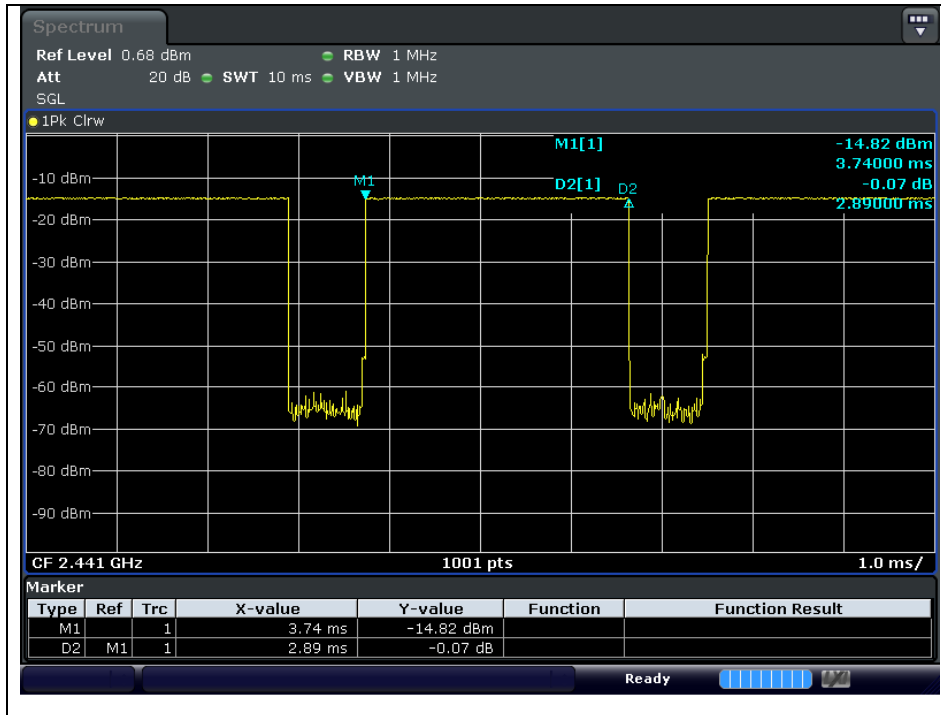 Spectrum
Ref Level 0.68 dBm RBW 1 MHz
Att 20 dB SWT 10 ms VBW 1 MHz
SGL
1Pk Clrw
M1[1] -14.82 dBm
3.74000 ms
D2[1] -0.07 dB
2.89000 ms
M1
D2
-10 dBm
-20 dBm
-30 dBm
-40 dBm
-50 dBm
-60 dBm
-70 dBm
-80 dBm
-90 dBm
CF 2.441 GHz 1001 pts 1.0 ms/
Marker
Type Ref Trc X-value Y-value Function Function Result
M1 1 3.74 ms -14.82 dBm
D2 M1 1 2.89 ms -0.07 dB
Ready